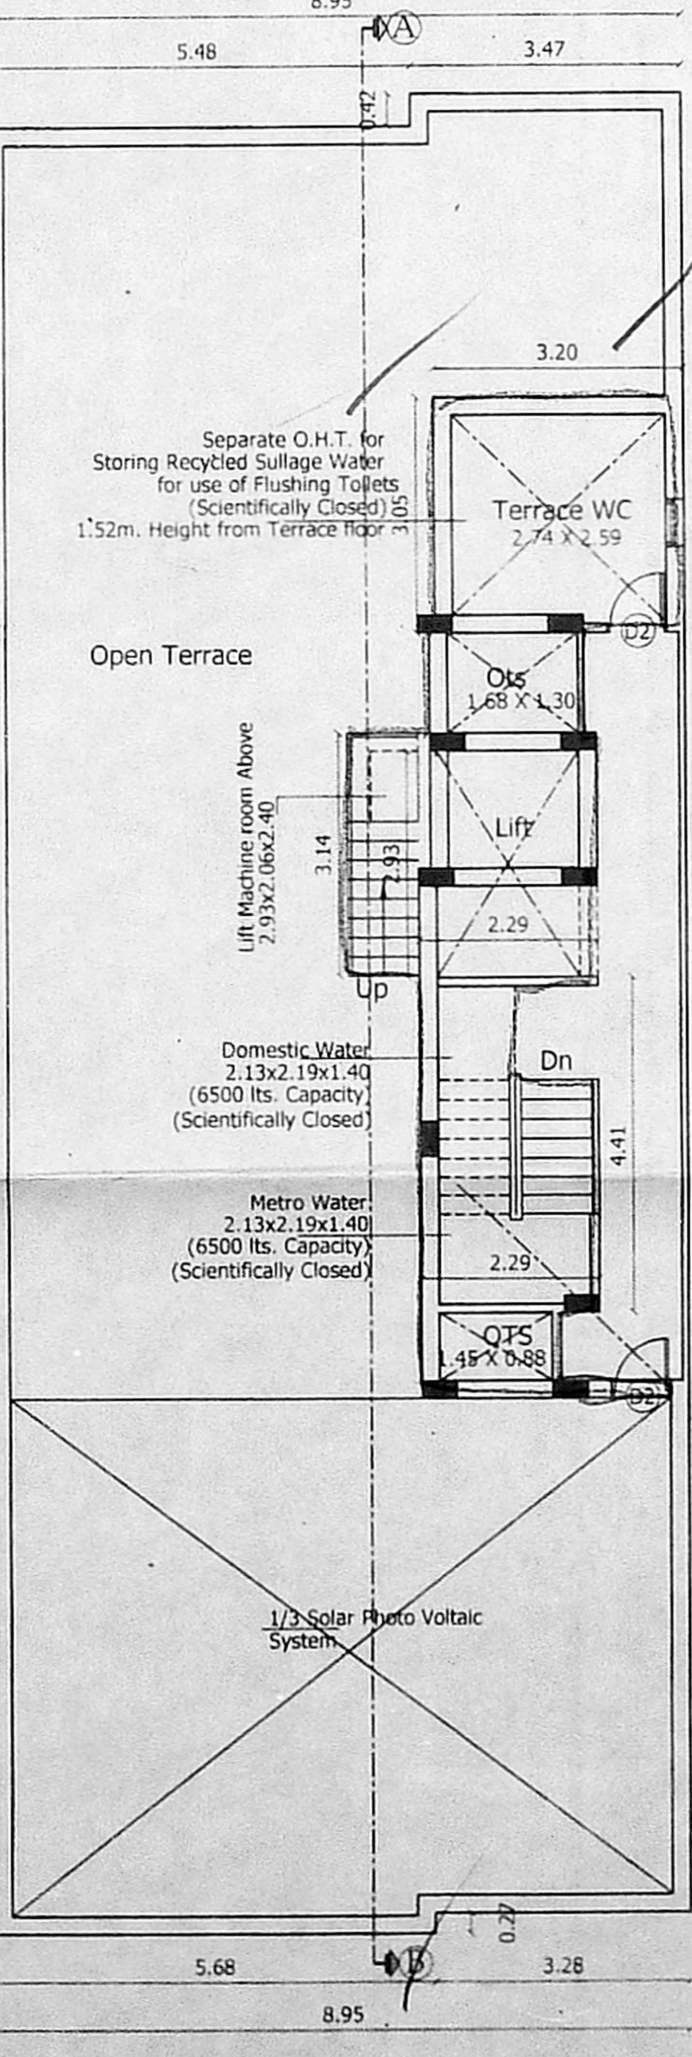 8.95
A
5.48
3.47
0.42
3.20
Separate O.H.T. for
Storing Recycled Sullage Water
for use of Flushing Toilets
(Scientifically Closed)
1.52m. Height from Terrace floor
3.05
Terrace WC
2.74 X 2.59
D2
Open Terrace
Ots
1.68 X 1.30
Lift Machine room Above
2.93x2.06x2.40
3.14
2.93
Lift
2.29
Up
Domestic Water
2.13x2.19x1.40
(6500 lts. Capacity)
(Scientifically Closed)
Dn
4.41
Metro Water
2.13x2.19x1.40
(6500 lts. Capacity)
(Scientifically Closed)
2.29
OTS
1.45 X 0.88
D2
1/3 Solar Photo Voltaic
System
0.27
B
5.68
3.28
8.95